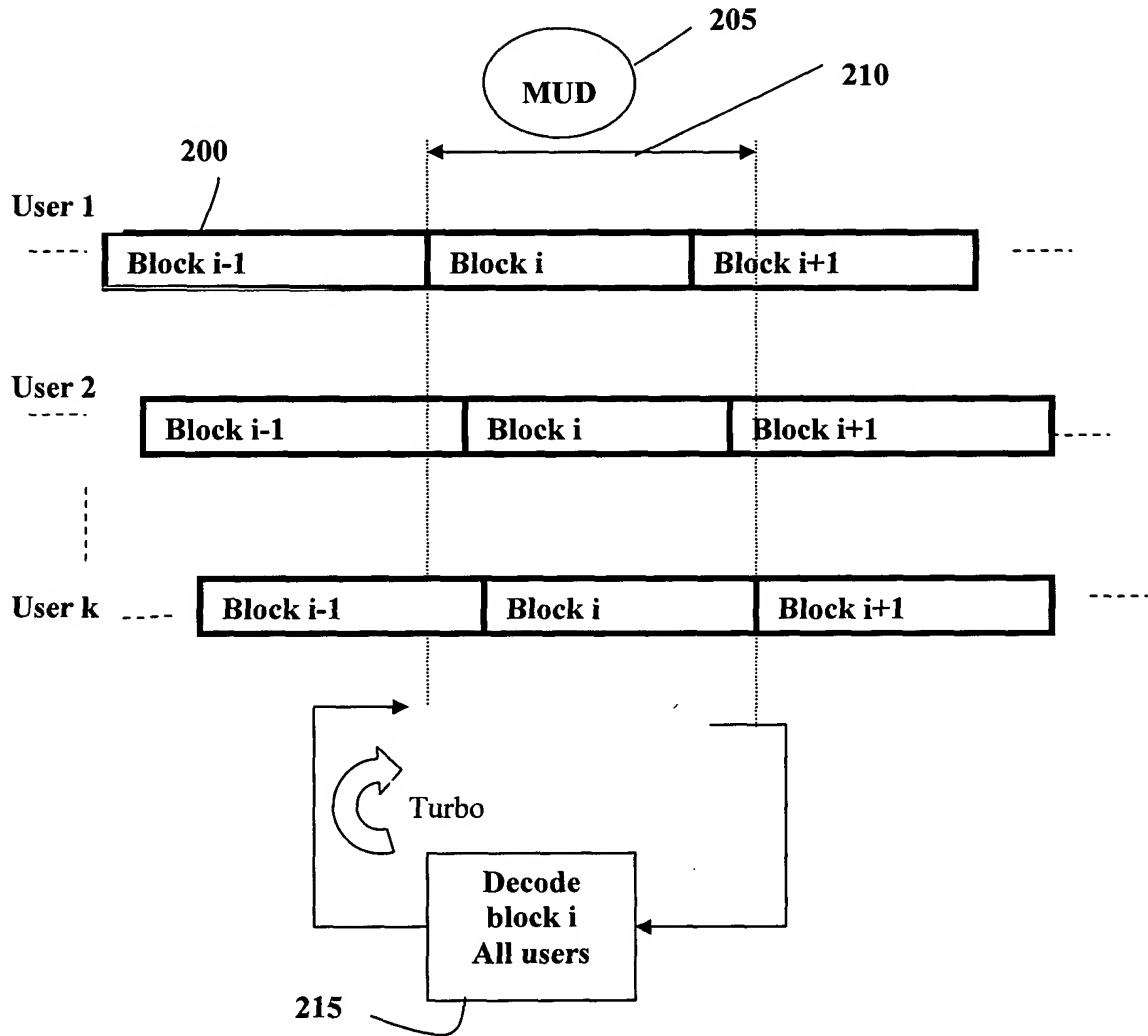 205
MUD
210
200
User 1
Block i-1 Block i Block i+1
User 2
Block i-1 Block i Block i+1
User k
Block i-1 Block i Block i+1
Turbo
Decode
block i
All users
215